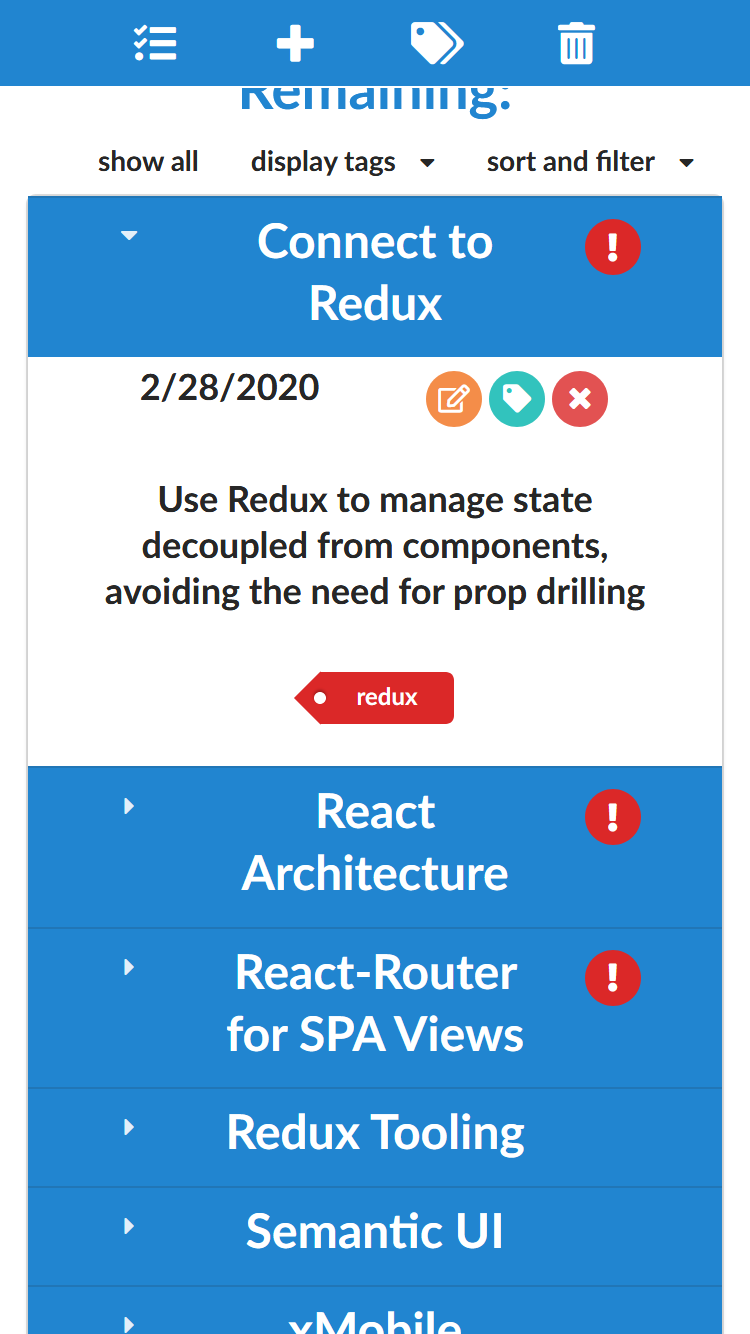 Remaining:
show all display tags sort and filter
Connect to
Redux
2/28/2020
Use Redux to manage state
decoupled from components,
avoiding the need for prop drilling
redux
React
Architecture
React-Router
for SPA Views
Redux Tooling
Semantic UI
xMobile